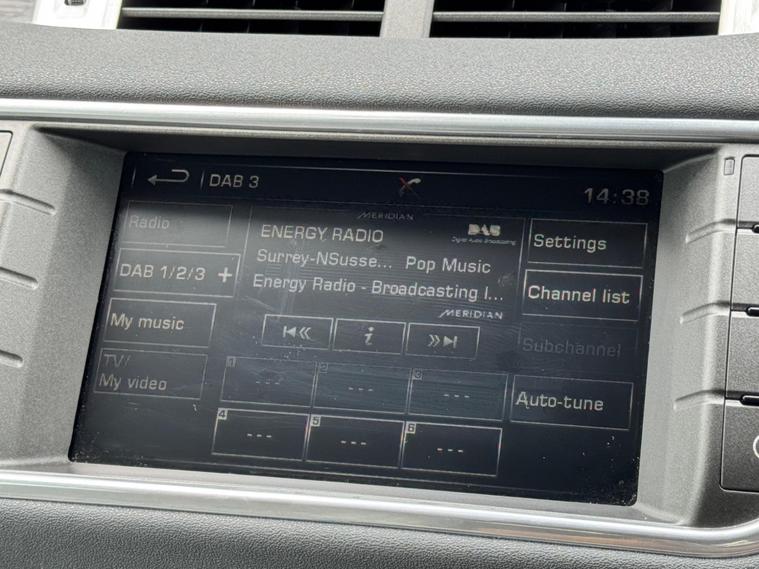 DAB 3
14:38
Radio
DAB 1/2/3 +
My music
TV/
My video
MERIDIAN
ENERGY RADIO
DAB
Digital Audio Broadcasting
Surrey-NSusse... Pop Music
Energy Radio - Broadcasting I...
MERIDIAN
i
1
---
2
---
3
---
4
---
5
---
6
---
Settings
Channel list
Subchannel
Auto-tune